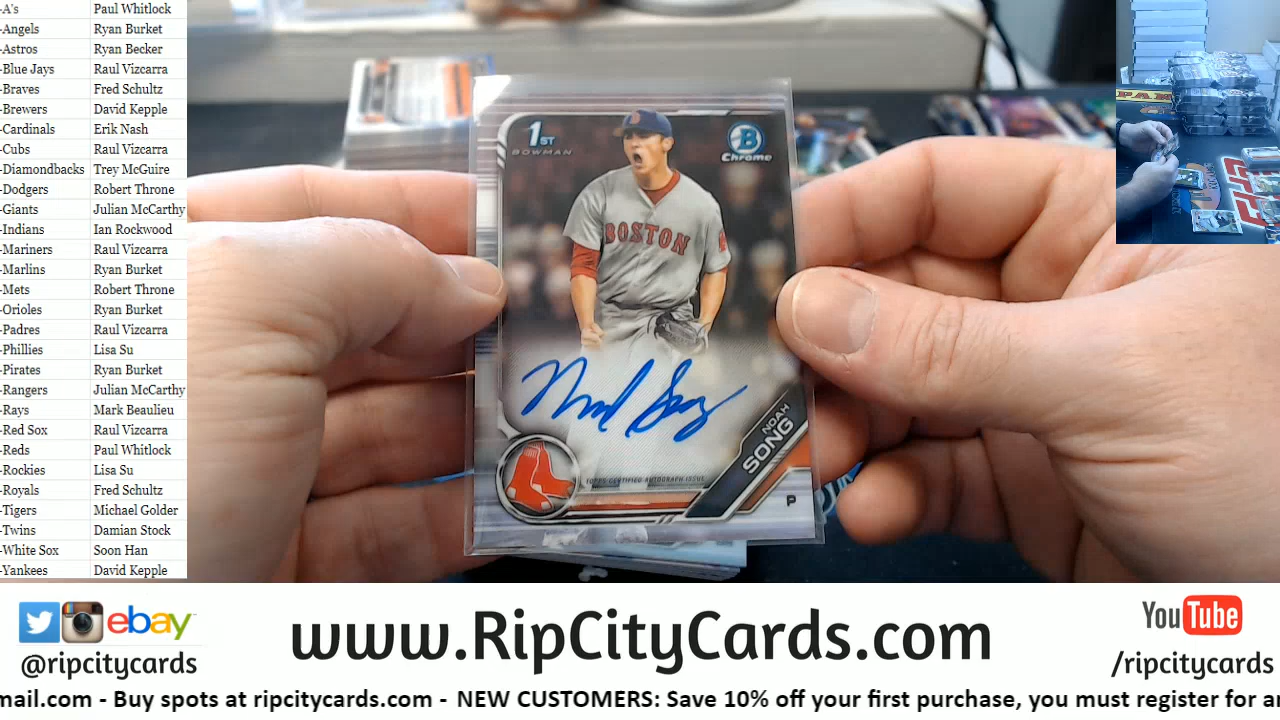 -A's Paul Whitlock
-Angels Ryan Burket
-Astros Ryan Becker
-Blue Jays Raul Vizcarra
-Braves Fred Schultz
-Brewers David Kepple
-Cardinals Erik Nash
-Cubs Raul Vizcarra
-Diamondbacks Trey McGuire
-Dodgers Robert Throne
-Giants Julian McCarthy
-Indians Ian Rockwood
-Mariners Raul Vizcarra
-Marlins Ryan Burket
-Mets Robert Throne
-Orioles Ryan Burket
-Padres Raul Vizcarra
-Phillies Lisa Su
-Pirates Ryan Burket
-Rangers Julian McCarthy
-Rays Mark Beaulieu
-Red Sox Raul Vizcarra
-Reds Paul Whitlock
-Rockies Lisa Su
-Royals Fred Schultz
-Tigers Michael Golder
-Twins Damian Stock
-White Sox Soon Han
-Yankees David Kepple
1ST
BOWMAN
B
Chrome
BOSTON
TOPPS CERTIFIED AUTOGRAPH ISSUE
NOAH
SONG
P
ebay
@ripcitycards
www.RipCityCards.com
YouTube
/ripcitycards
mail.com - Buy spots at ripcitycards.com - NEW CUSTOMERS: Save 10% off your first purchase, you must register for an